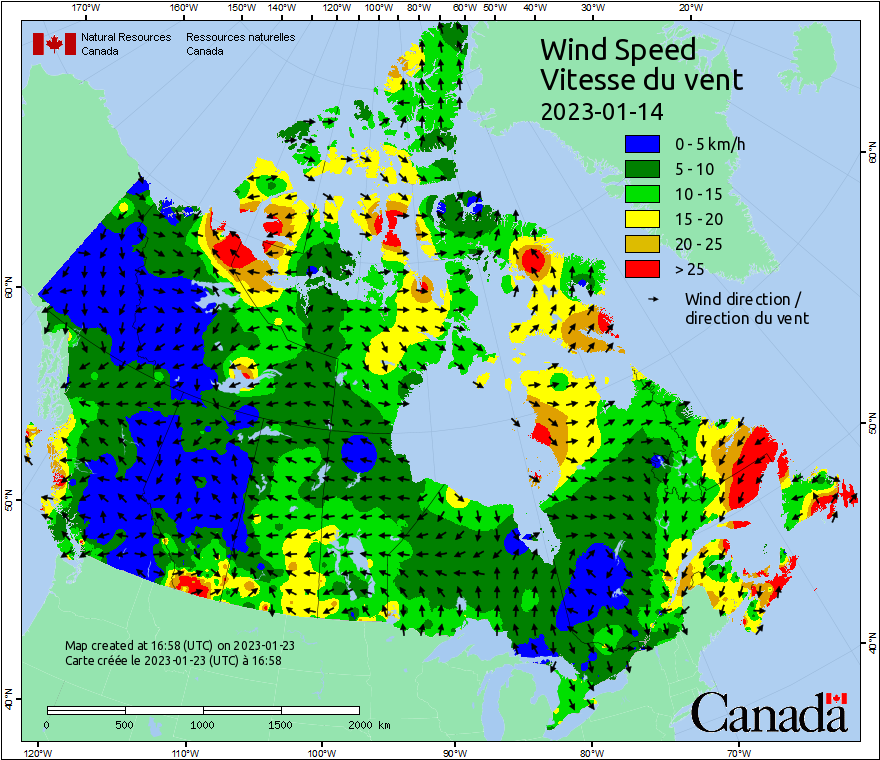 170°W 160°W 150°W 140°W 120°W 100°W 80°W 60°W 50°W 40°W 30°W 20°W
Natural Resources Ressources naturelles
Canada Canada
Wind Speed
Vitesse du vent
2023-01-14
0 - 5 km/h
5 - 10
10 - 15
15 - 20
20 - 25
> 25
Wind direction /
direction du vent
60°N
60°N
50°N
50°N
40°N
40°N
Map created at 16:58 (UTC) on 2023-01-23
Carte créée le 2023-01-23 (UTC) à 16:58
0 500 1000 1500 2000 km
Canada
120°W 110°W 100°W 90°W 80°W 70°W